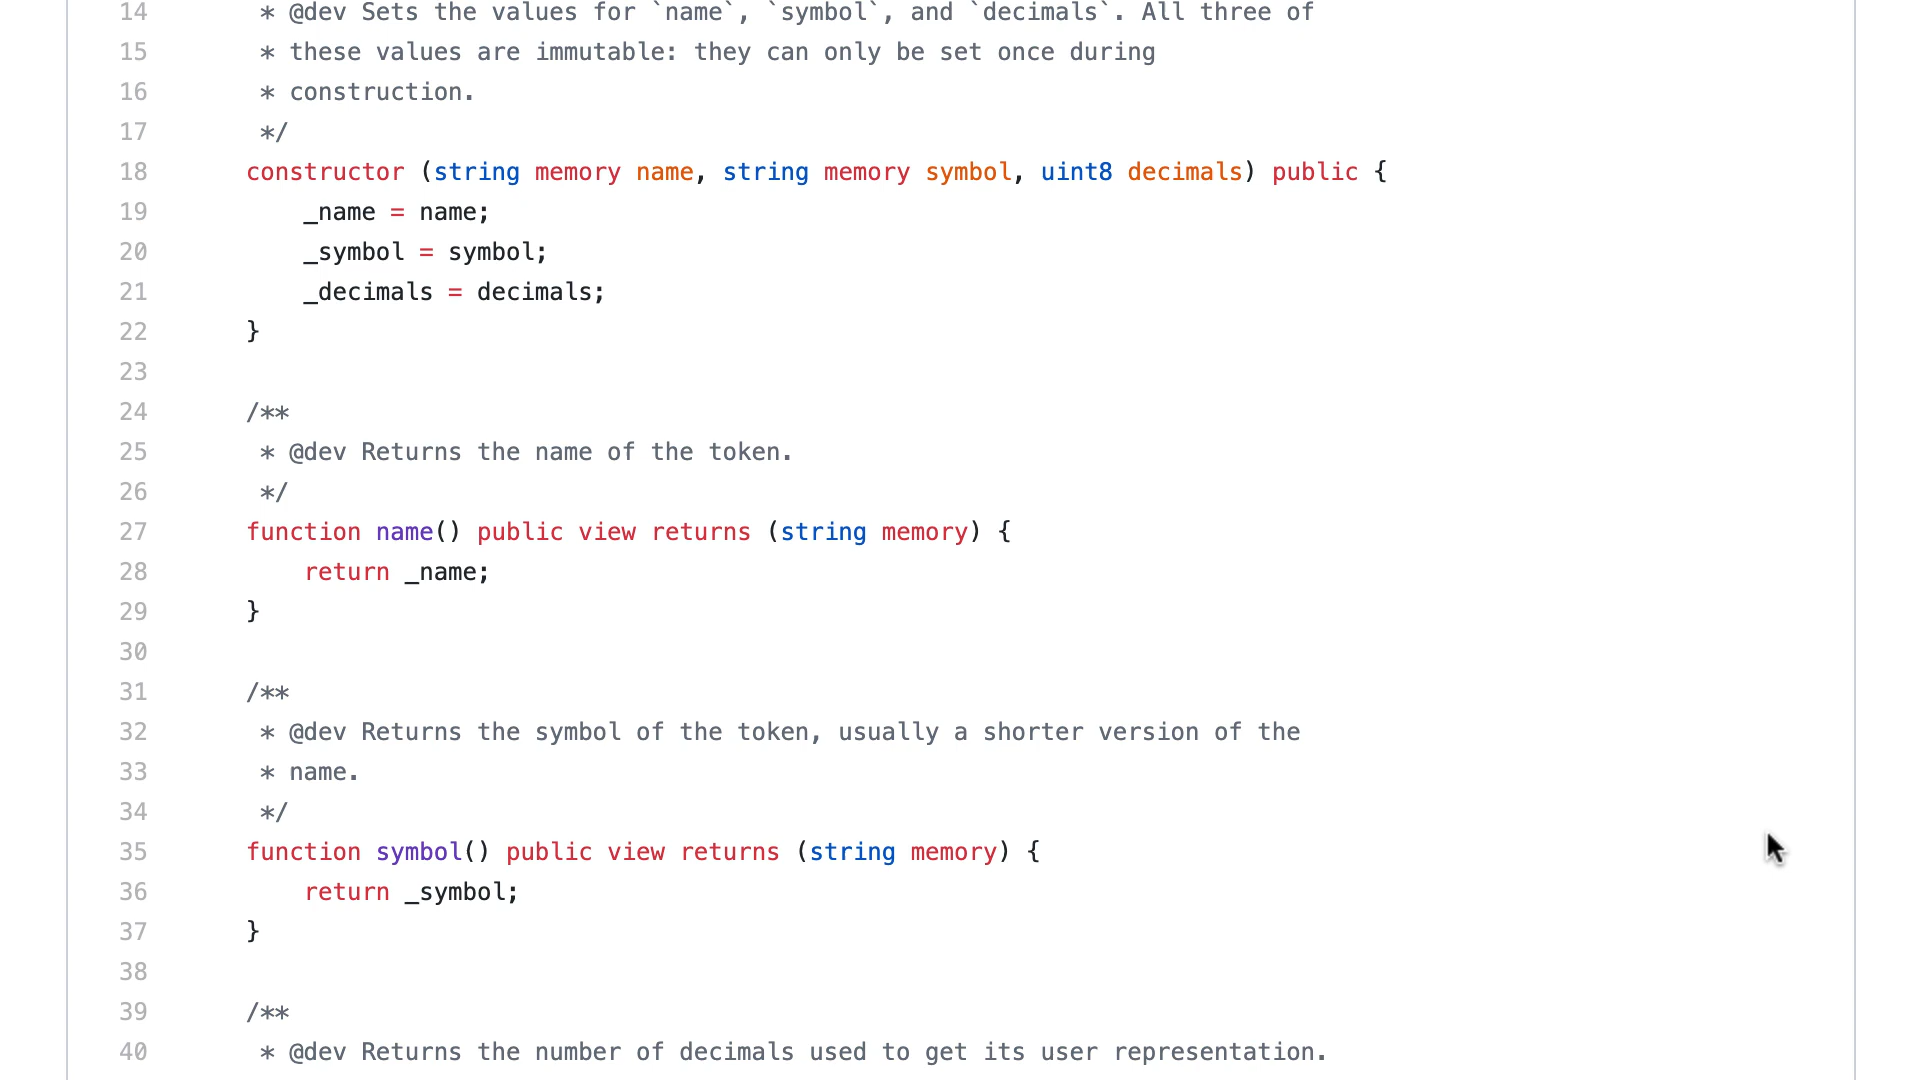 14 * @dev Sets the values for `name`, `symbol`, and `decimals`. All three of
15 * these values are immutable: they can only be set once during
16 * construction.
17 */
18 constructor (string memory name, string memory symbol, uint8 decimals) public {
19 _name = name;
20 _symbol = symbol;
21 _decimals = decimals;
22 }
23
24 /**
25 * @dev Returns the name of the token.
26 */
27 function name() public view returns (string memory) {
28 return _name;
29 }
30
31 /**
32 * @dev Returns the symbol of the token, usually a shorter version of the
33 * name.
34 */
35 function symbol() public view returns (string memory) {
36 return _symbol;
37 }
38
39 /**
40 * @dev Returns the number of decimals used to get its user representation.